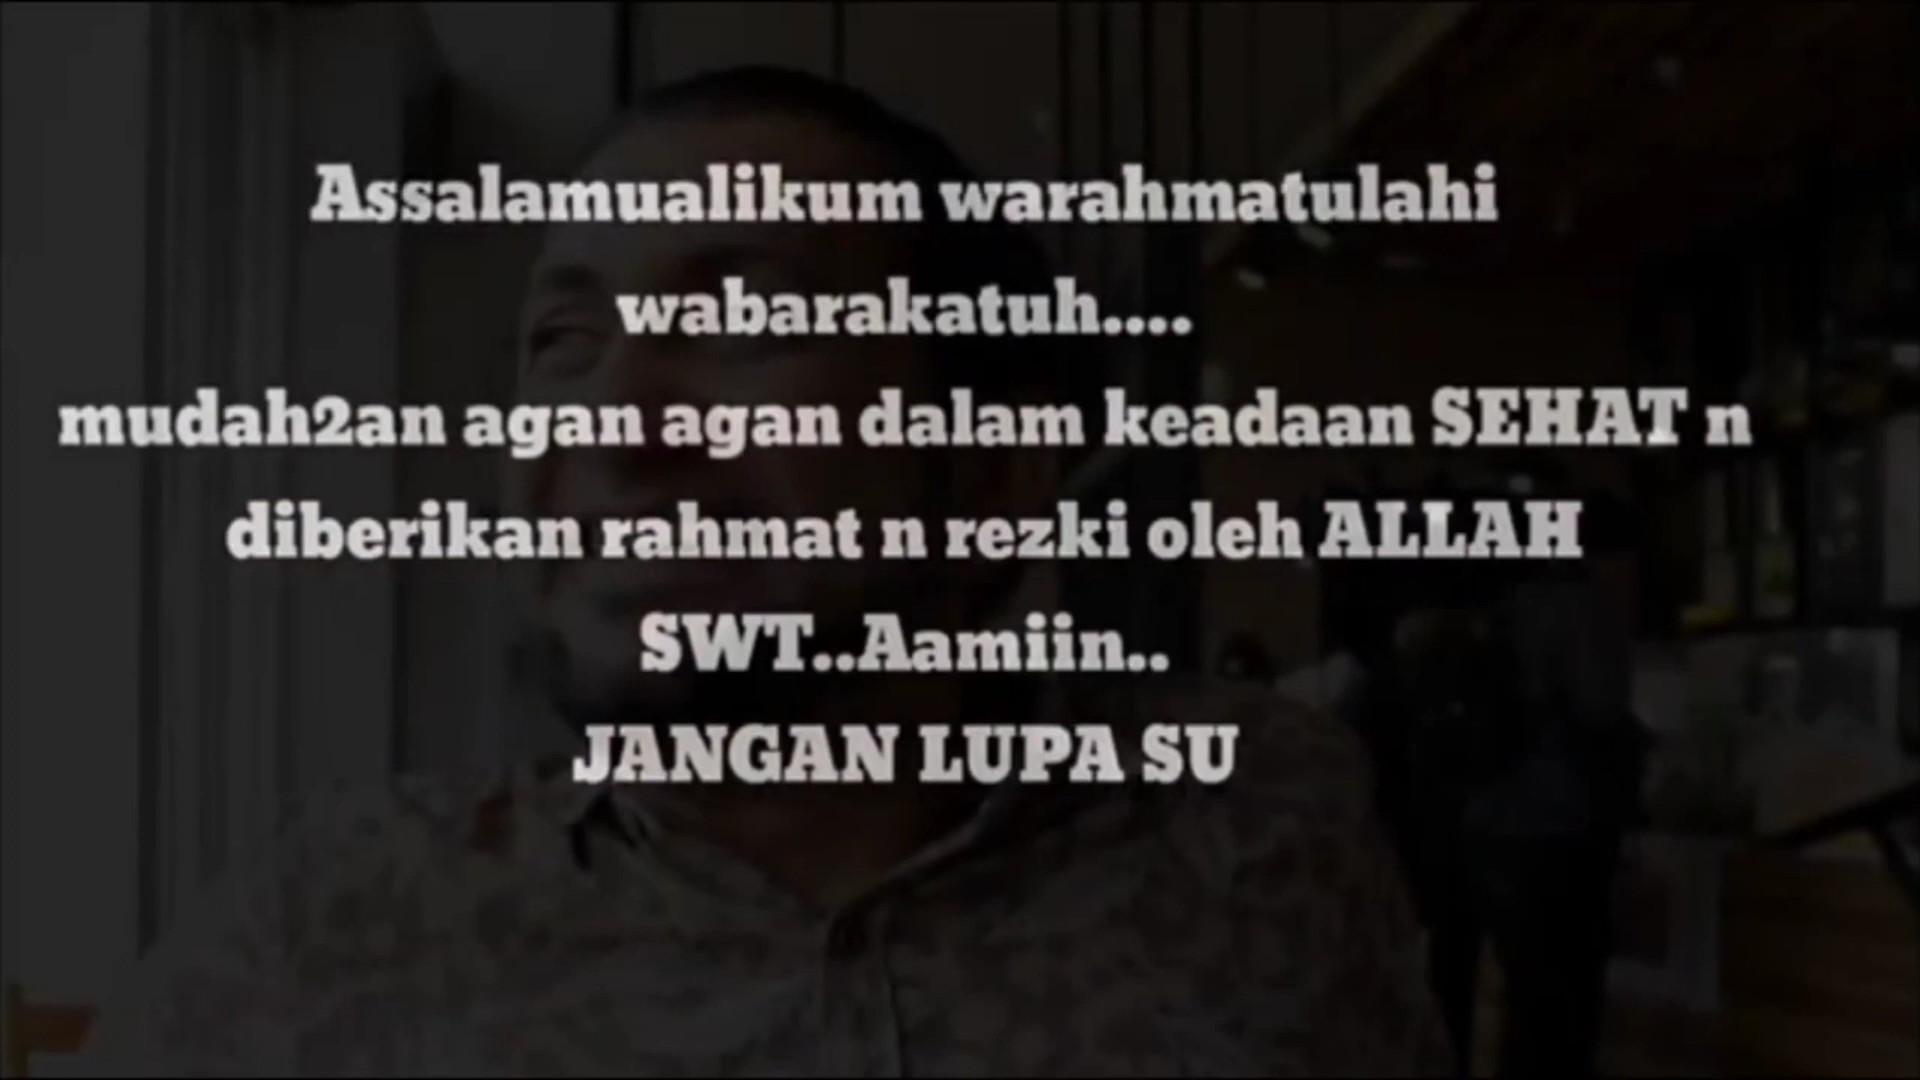 Assalamualikum warahmatulahi
wabarakatuh....
mudah2an agan agan dalam keadaan SEHAT n
diberikan rahmat n rezki oleh ALLAH
SWT..Aamiin..
JANGAN LUPA SU